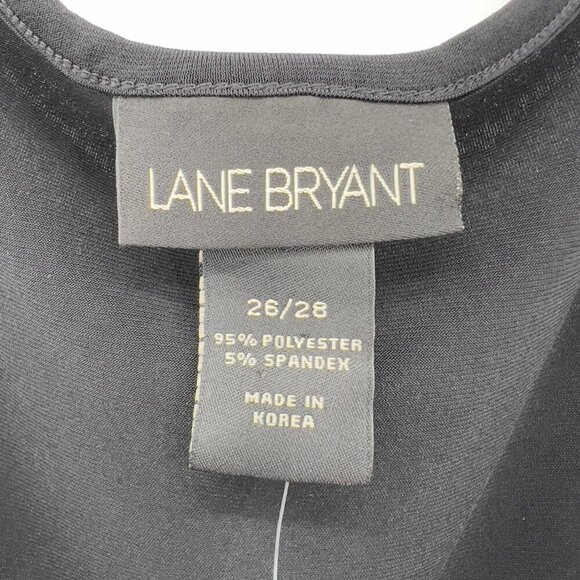 LANE BRYANT
26/28
95% POLYESTER
5% SPANDEX
MADE IN
KOREA